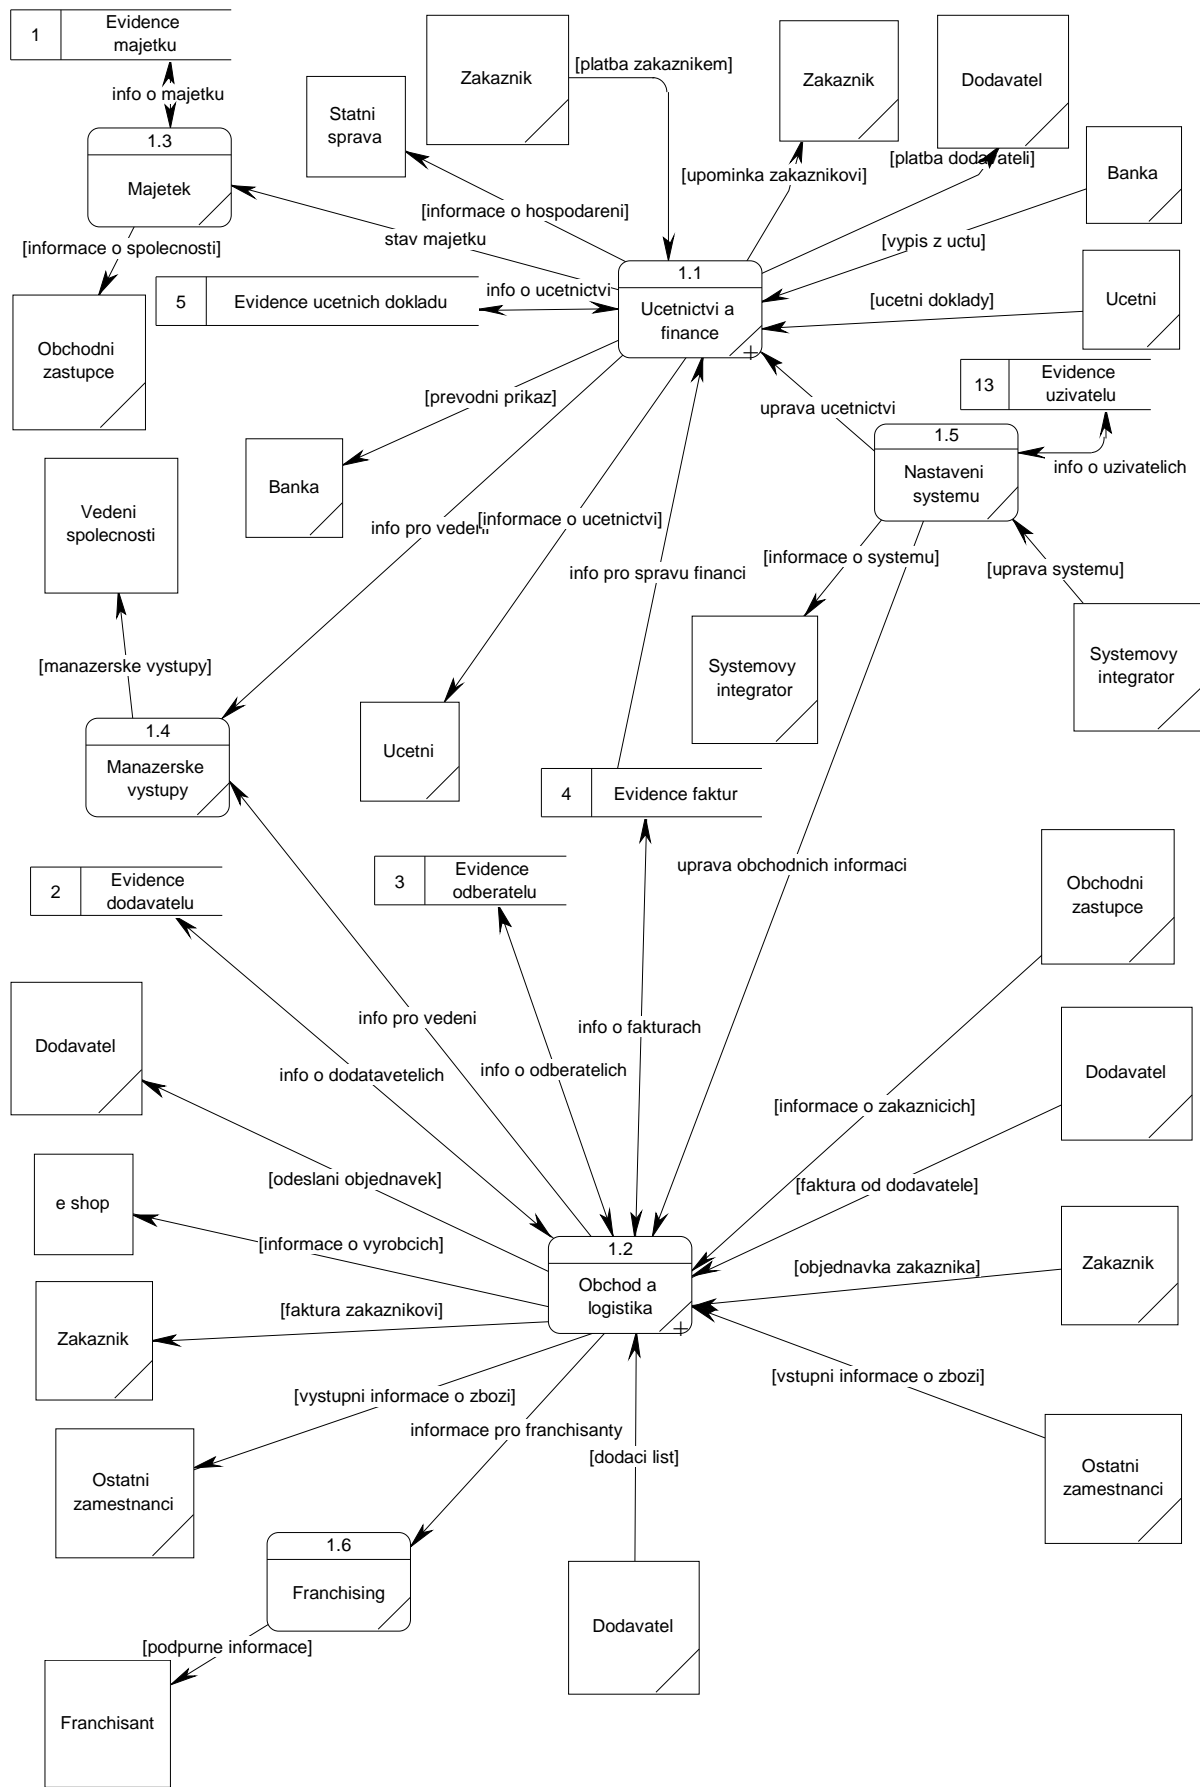 1
Evidence
majetku
info o majetku
1.3
Majetek
[informace o spolecnosti]
Obchodni
zastupce
Statni
sprava
Zakaznik
[platba zakaznikem]
Zakaznik
Dodavatel
Banka
[platba dodavateli]
[upominka zakaznikovi]
[informace o hospodareni]
stav majetku
[vypis z uctu]
5
Evidence ucetnich dokladu
info o ucetnictvi
1.1
Ucetnictvi a
finance
[ucetni doklady]
Ucetni
13
Evidence
uzivatelu
[prevodni prikaz]
uprava ucetnictvi
1.5
Nastaveni
systemu
info o uzivatelich
Banka
Vedeni
spolecnosti
info pro vedeni
[informace o ucetnictvi]
info pro spravu financi
[informace o systemu]
[uprava systemu]
[manazerske vystupy]
Systemovy
integrator
Systemovy
integrator
1.4
Manazerske
vystupy
Ucetni
4
Evidence faktur
2
Evidence
dodavatelu
3
Evidence
odberatelu
uprava obchodnich informaci
Obchodni
zastupce
info pro vedeni
info o fakturach
Dodavatel
info o dodatavetelich
info o odberatelich
Dodavatel
[informace o zakaznicich]
[odeslani objednavek]
[faktura od dodavatele]
e shop
[informace o vyrobcich]
1.2
Obchod a
logistika
[objednavka zakaznika]
Zakaznik
Zakaznik
[faktura zakaznikovi]
[vystupni informace o zbozi]
[vstupni informace o zbozi]
informace pro franchisanty
[dodaci list]
Ostatni
zamestnanci
Ostatni
zamestnanci
1.6
Franchising
Dodavatel
[podpurne informace]
Franchisant